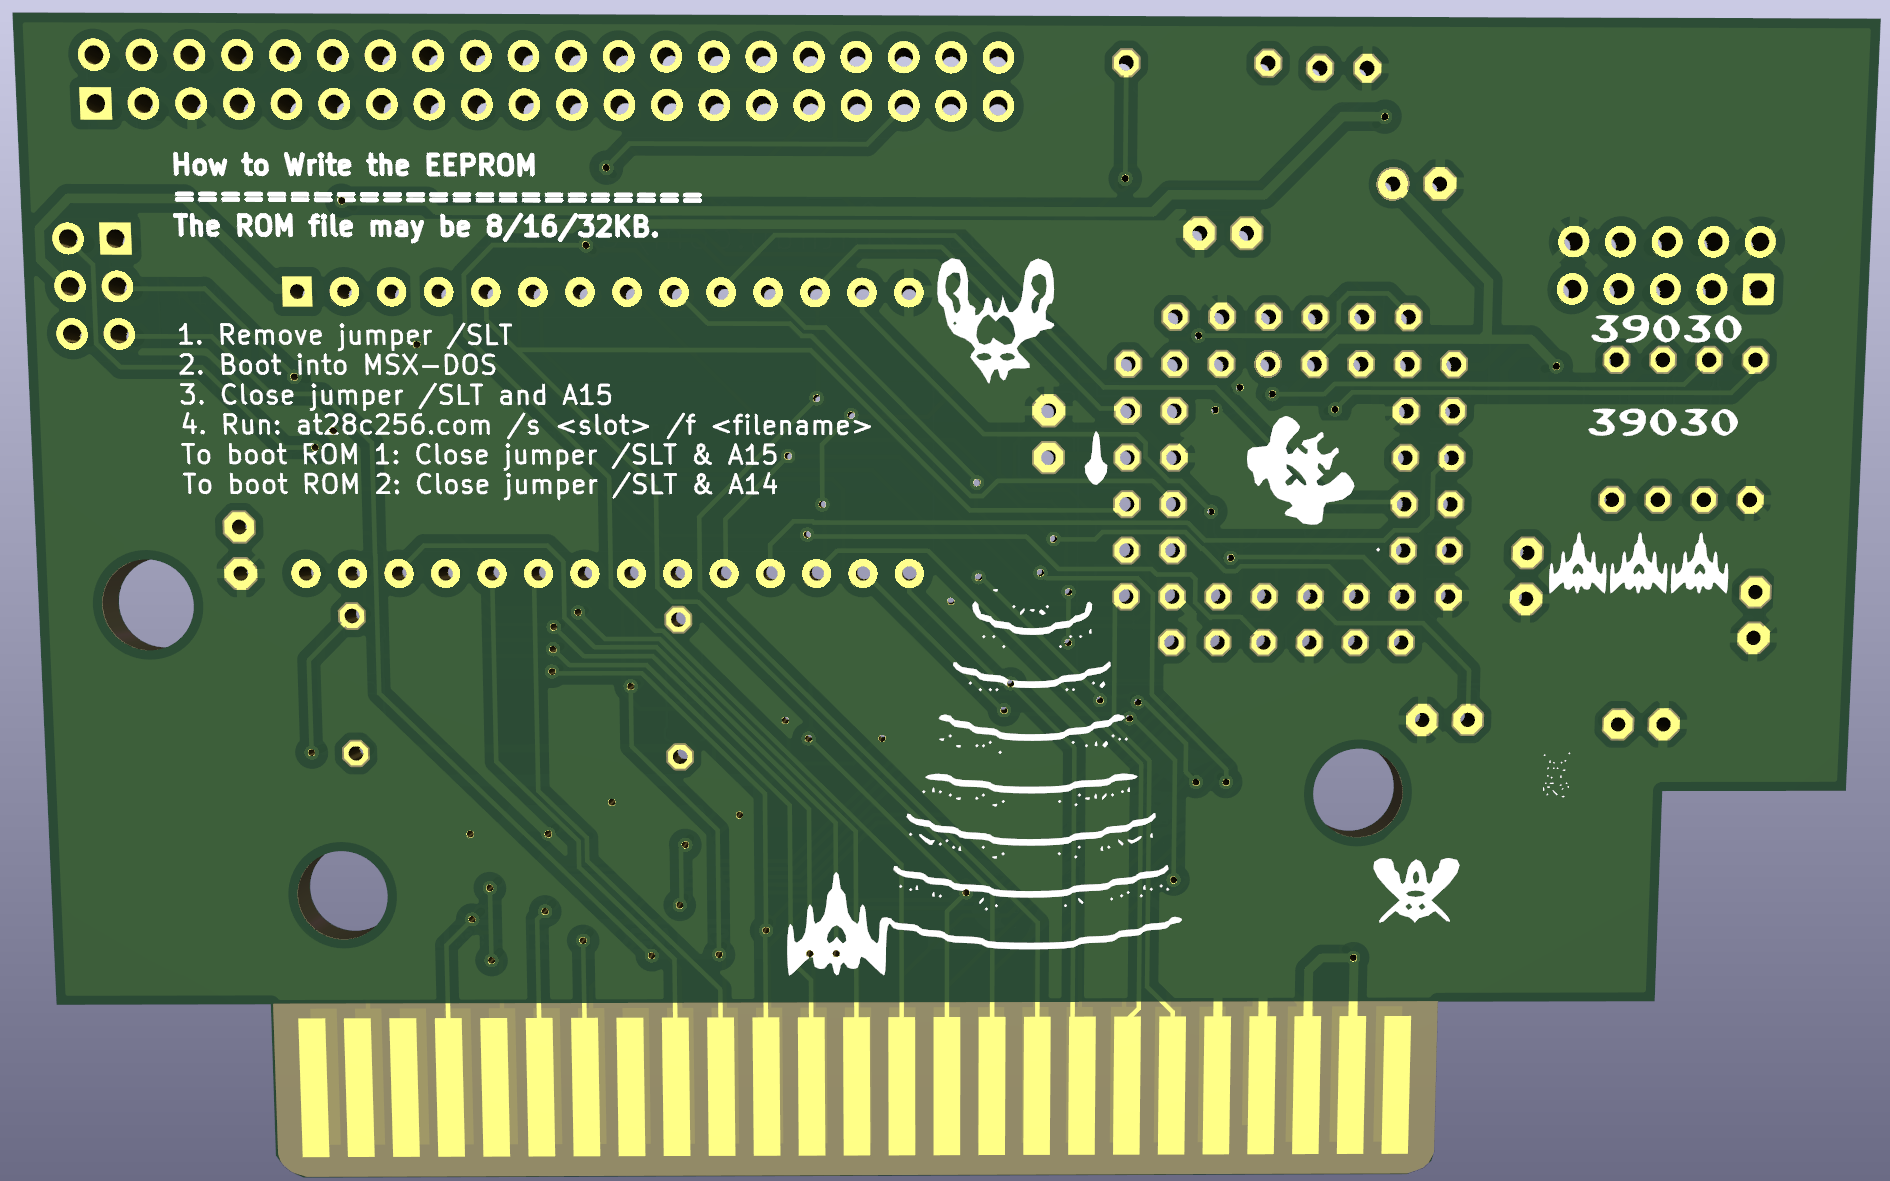 How to Write the EEPROM
=======================
The ROM file may be 8/16/32KB.
1. Remove jumper /SLT
2. Boot into MSX-DOS
3. Close jumper /SLT and A15
4. Run: at28c256.com /s <slot> /f <filename>
To boot ROM 1: Close jumper /SLT & A15
To boot ROM 2: Close jumper /SLT & A14
39030
39030